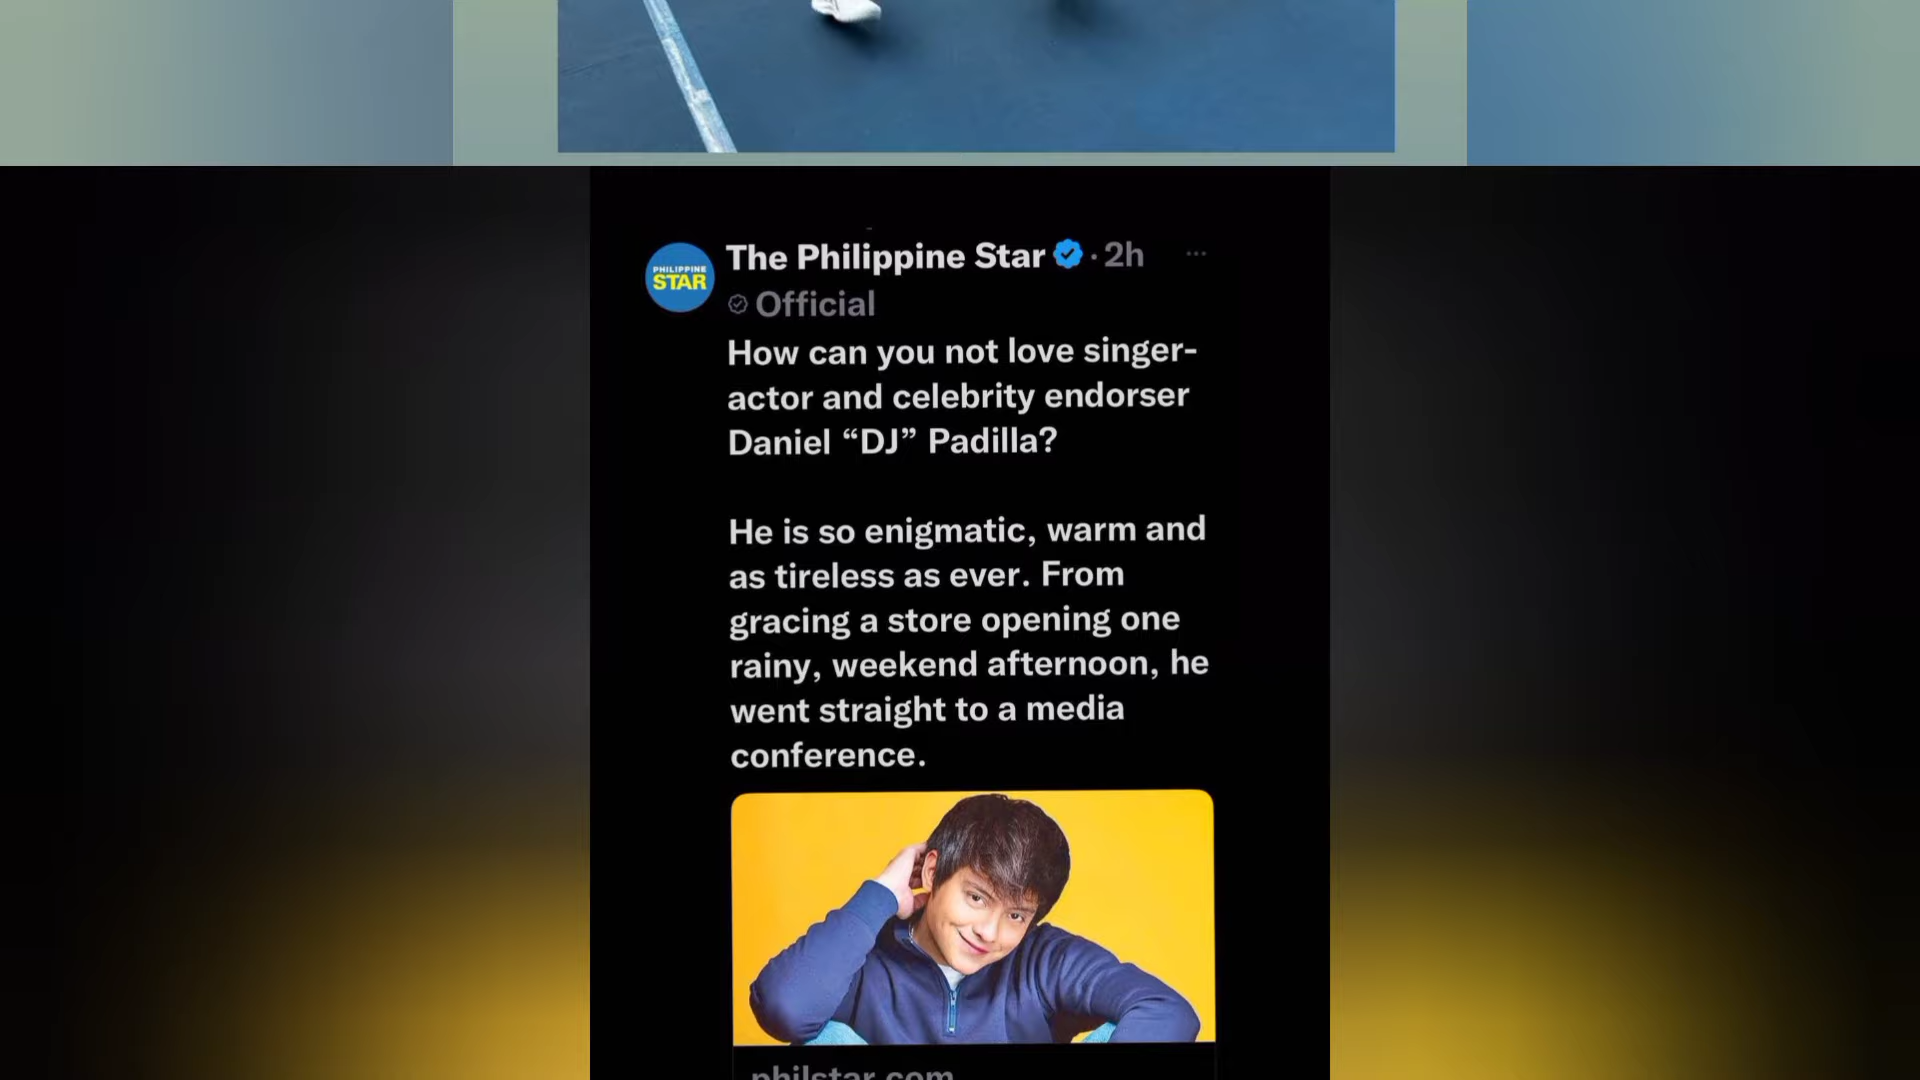 The Philippine Star · 2h ...
PHILIPPINE
STAR
Official
How can you not love singer-
actor and celebrity endorser
Daniel “DJ” Padilla?
He is so enigmatic, warm and
as tireless as ever. From
gracing a store opening one
rainy, weekend afternoon, he
went straight to a media
conference.
philstar.com